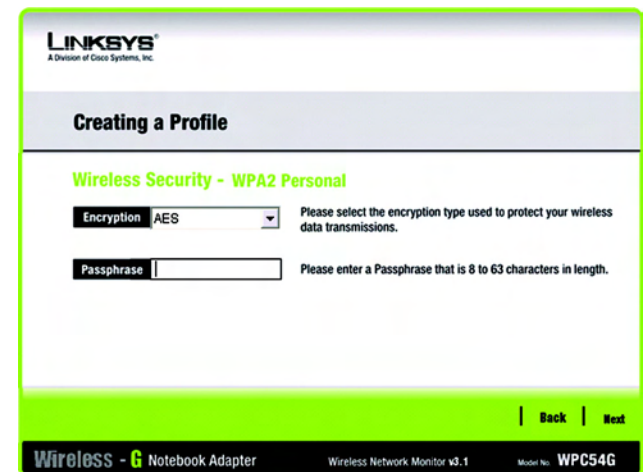 LINKSYS®
A Division of Cisco Systems, Inc.
Creating a Profile
Wireless Security - WPA2 Personal
Encryption AES Please select the encryption type used to protect your wireless
data transmissions.
Passphrase Please enter a Passphrase that is 8 to 63 characters in length.
Back Next
Wireless - G Notebook Adapter Wireless Network Monitor v3.1 Model No. WPC54G